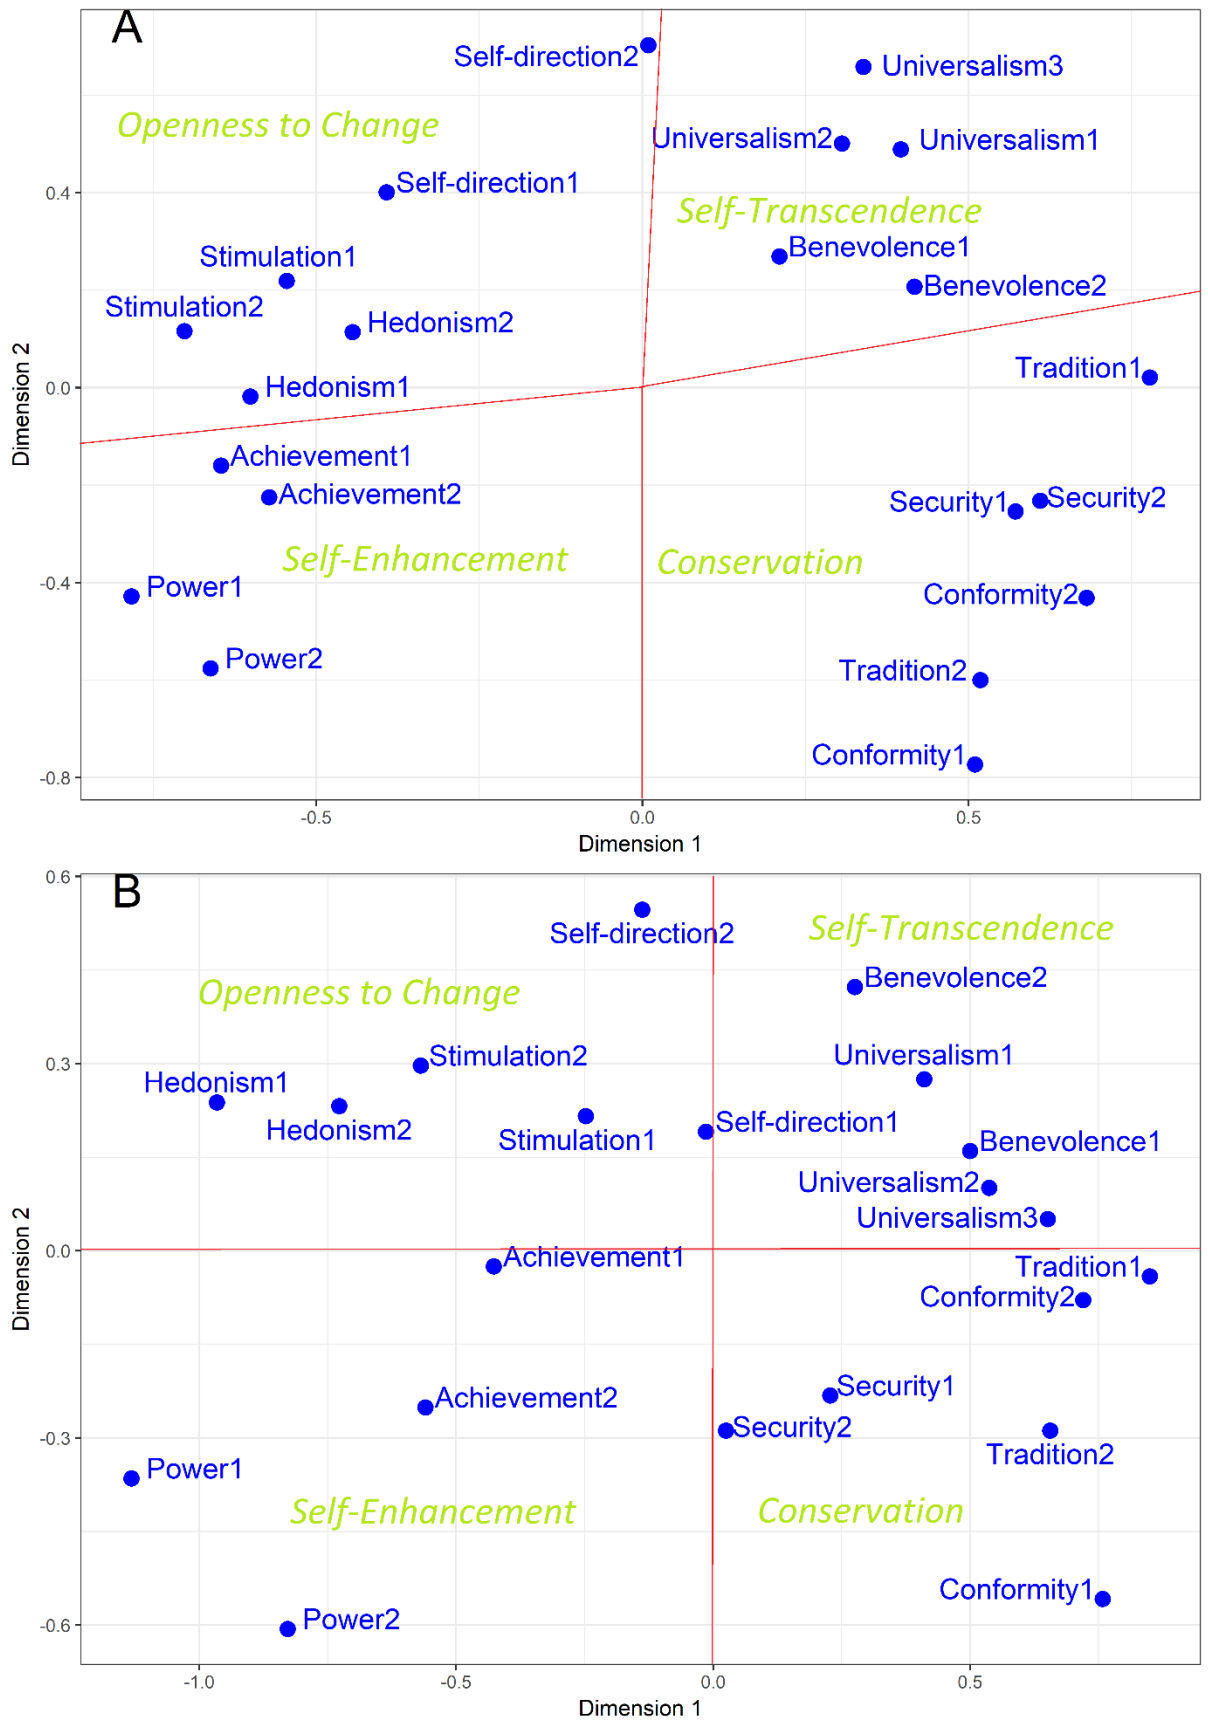 A
Self-direction2
Universalism3
Openness to Change
Universalism2
Universalism1
0.4
Self-direction1
Self-Transcendence
Stimulation1
Benevolence1
Stimulation2
Benevolence2
Hedonism2
Dimension 2
0.0
Hedonism1
Tradition1
Achievement1
Achievement2
Security1
Security2
Self-Enhancement
Conservation
-0.4
Power1
Conformity2
Power2
Tradition2
Conformity1
-0.8
-0.5
0.0
0.5
Dimension 1
0.6
B
Self-direction2
Self-Transcendence
Openness to Change
Benevolence2
0.3
Stimulation2
Universalism1
Hedonism1
Hedonism2
Stimulation1
Self-direction1
Benevolence1
Universalism2
Universalism3
Dimension 2
0.0
Achievement1
Tradition1
Conformity2
Achievement2
Security1
-0.3
Security2
Tradition2
Power1
Self-Enhancement
Conservation
Conformity1
-0.6
Power2
-1.0
-0.5
0.0
0.5
Dimension 1